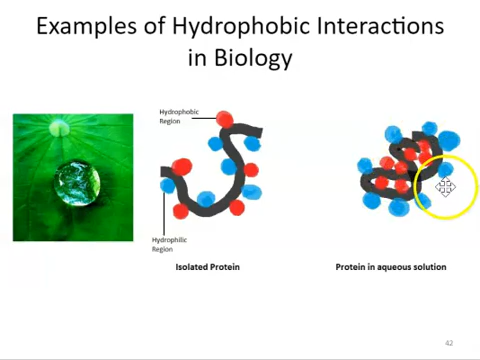 Examples of Hydrophobic Interactions
in Biology
Hydrophobic
Region
Hydrophilic
Region
Isolated Protein
Protein in aqueous solution
42